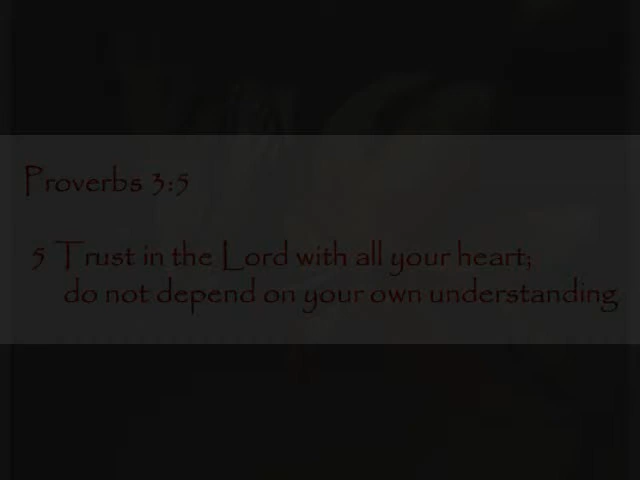 Proverbs 3:5
5 Trust in the Lord with all your heart;
do not depend on your own understanding.